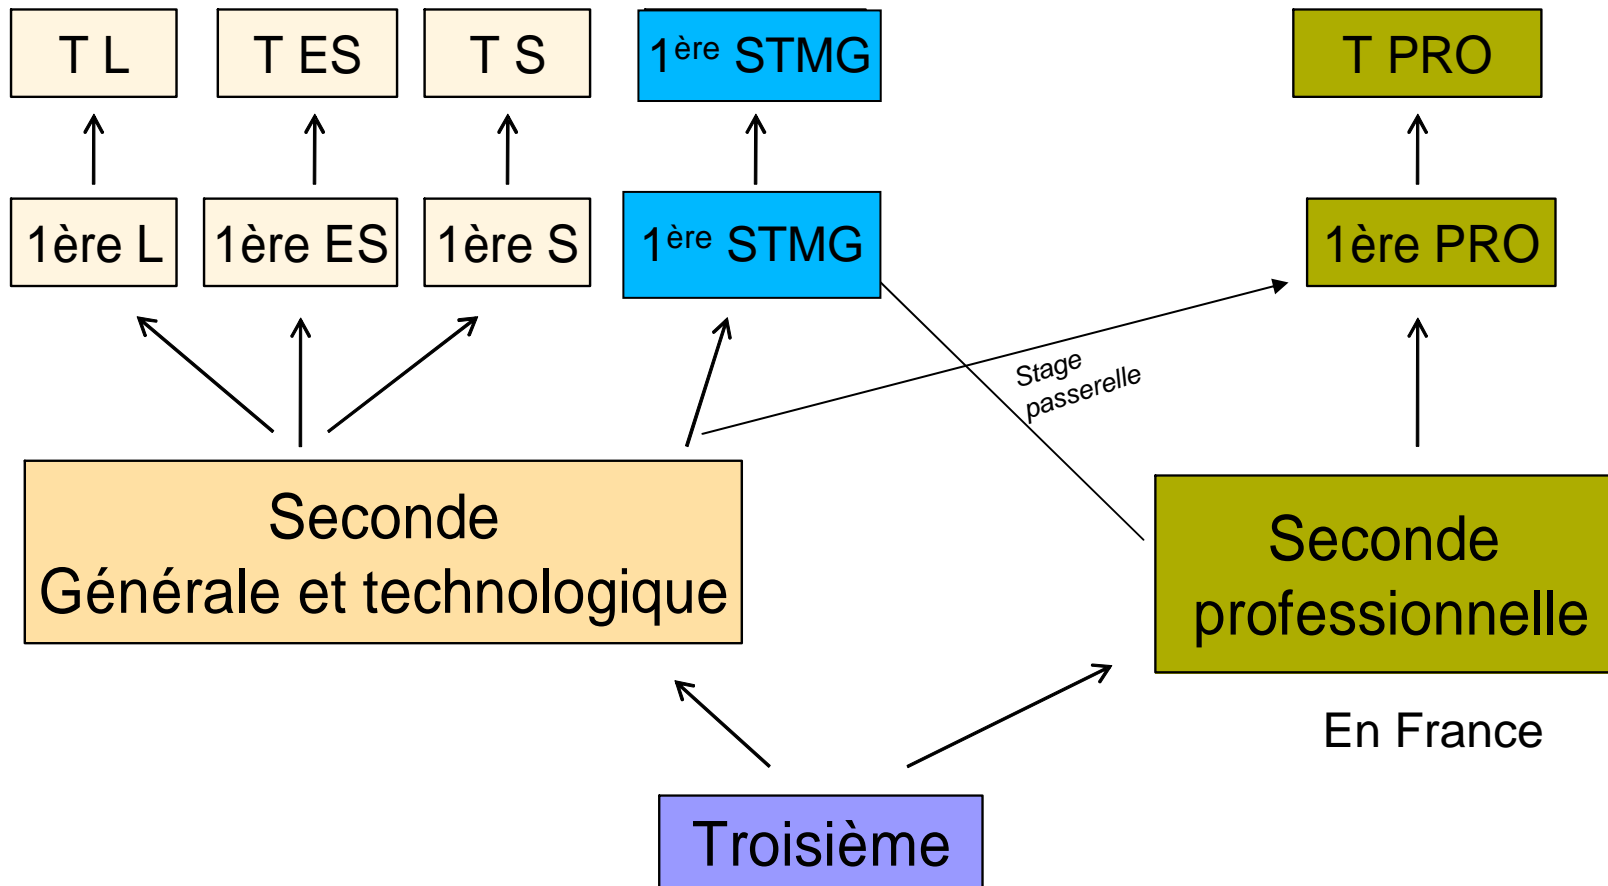 T L
T ES
T S
1ère STMG
T PRO
1ère L
1ère ES
1ère S
1ère STMG
1ère PRO
Stage
passerelle
Seconde
Générale et technologique
Seconde
professionnelle
En France
Troisième